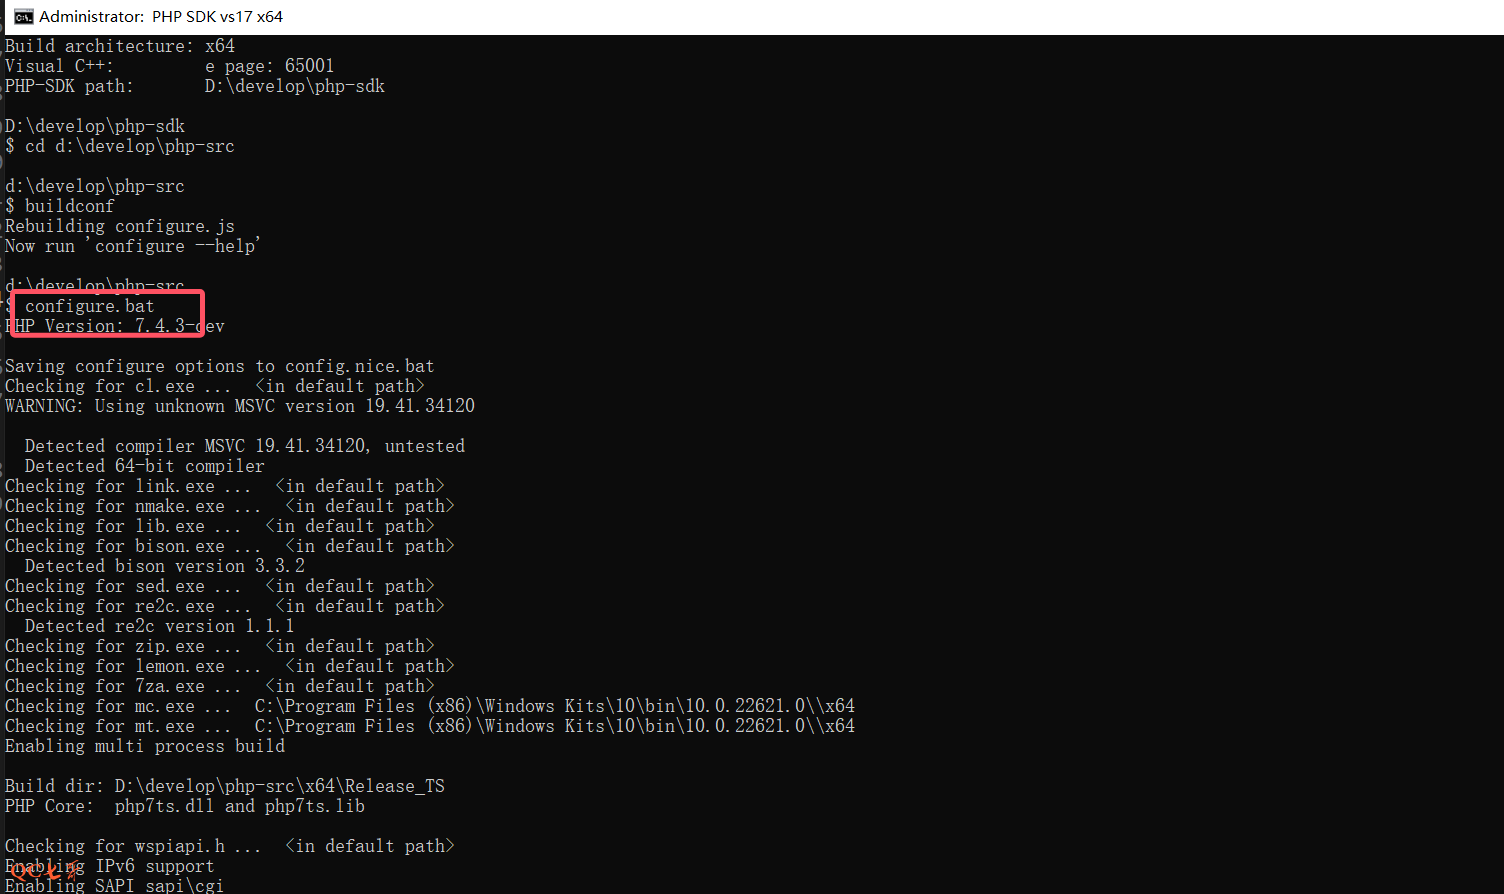 Administrator: PHP SDK vs17 x64
Build architecture: x64
Visual C++:         e page: 65001
PHP-SDK path:       D:\develop\php-sdk
D:\develop\php-sdk
$ cd d:\develop\php-src
d:\develop\php-src
$ buildconf
Rebuilding configure.js
Now run 'configure --help'
d:\develop\php-src
$ configure.bat
PHP Version: 7.4.3-dev
Saving configure options to config.nice.bat
Checking for cl.exe ...  <in default path>
WARNING: Using unknown MSVC version 19.41.34120
Detected compiler MSVC 19.41.34120, untested
Detected 64-bit compiler
Checking for link.exe ...  <in default path>
Checking for nmake.exe ...  <in default path>
Checking for lib.exe ...  <in default path>
Checking for bison.exe ...  <in default path>
Detected bison version 3.3.2
Checking for sed.exe ...  <in default path>
Checking for re2c.exe ...  <in default path>
Detected re2c version 1.1.1
Checking for zip.exe ...  <in default path>
Checking for lemon.exe ...  <in default path>
Checking for 7za.exe ...  <in default path>
Checking for mc.exe ...  C:\Program Files (x86)\Windows Kits\10\bin\10.0.22621.0\\x64
Checking for mt.exe ...  C:\Program Files (x86)\Windows Kits\10\bin\10.0.22621.0\\x64
Enabling multi process build
Build dir: D:\develop\php-src\x64\Release_TS
PHP Core:  php7ts.dll and php7ts.lib
Checking for wspiapi.h ...  <in default path>
Enabling IPv6 support
Enabling SAPI sapi\cgi